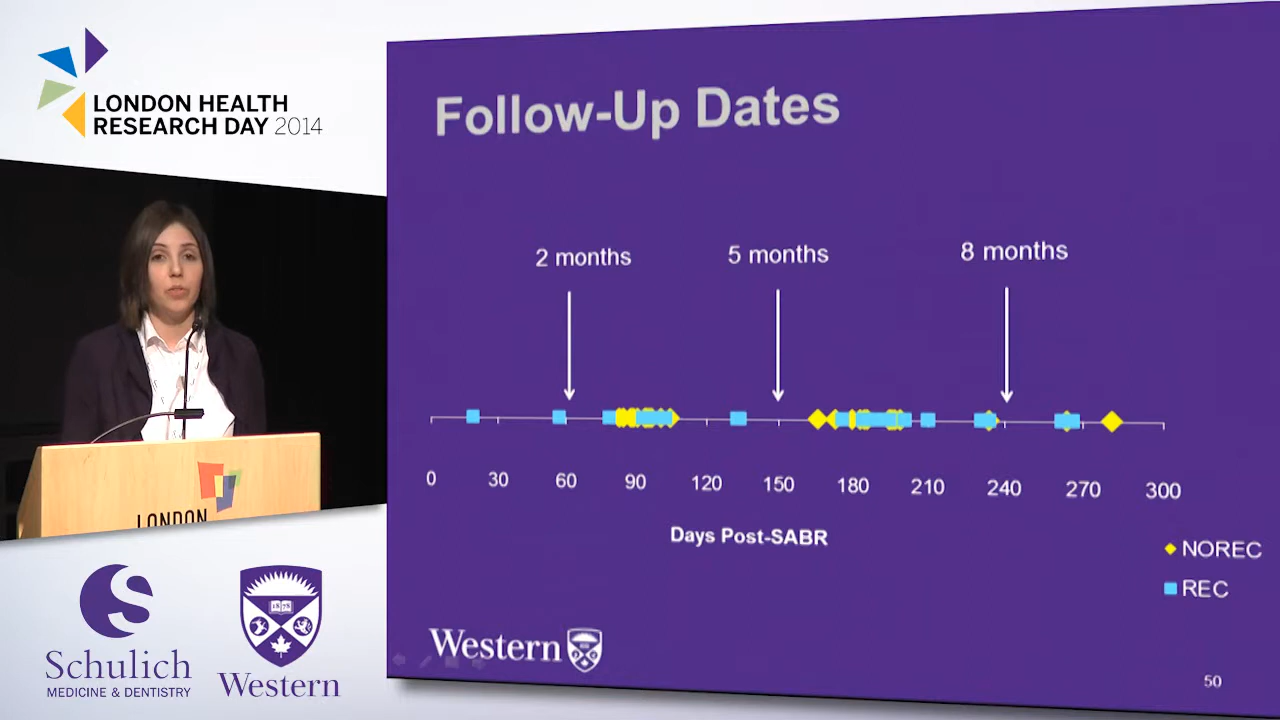 LONDON HEALTH
RESEARCH DAY 2014
Follow-Up Dates
2 months
5 months
8 months
0
30
60
90
120
150
180
210
240
270
300
Days Post-SABR
NOREC
REC
Western
50
LONDON
Schulich
MEDICINE & DENTISTRY
1878
Western